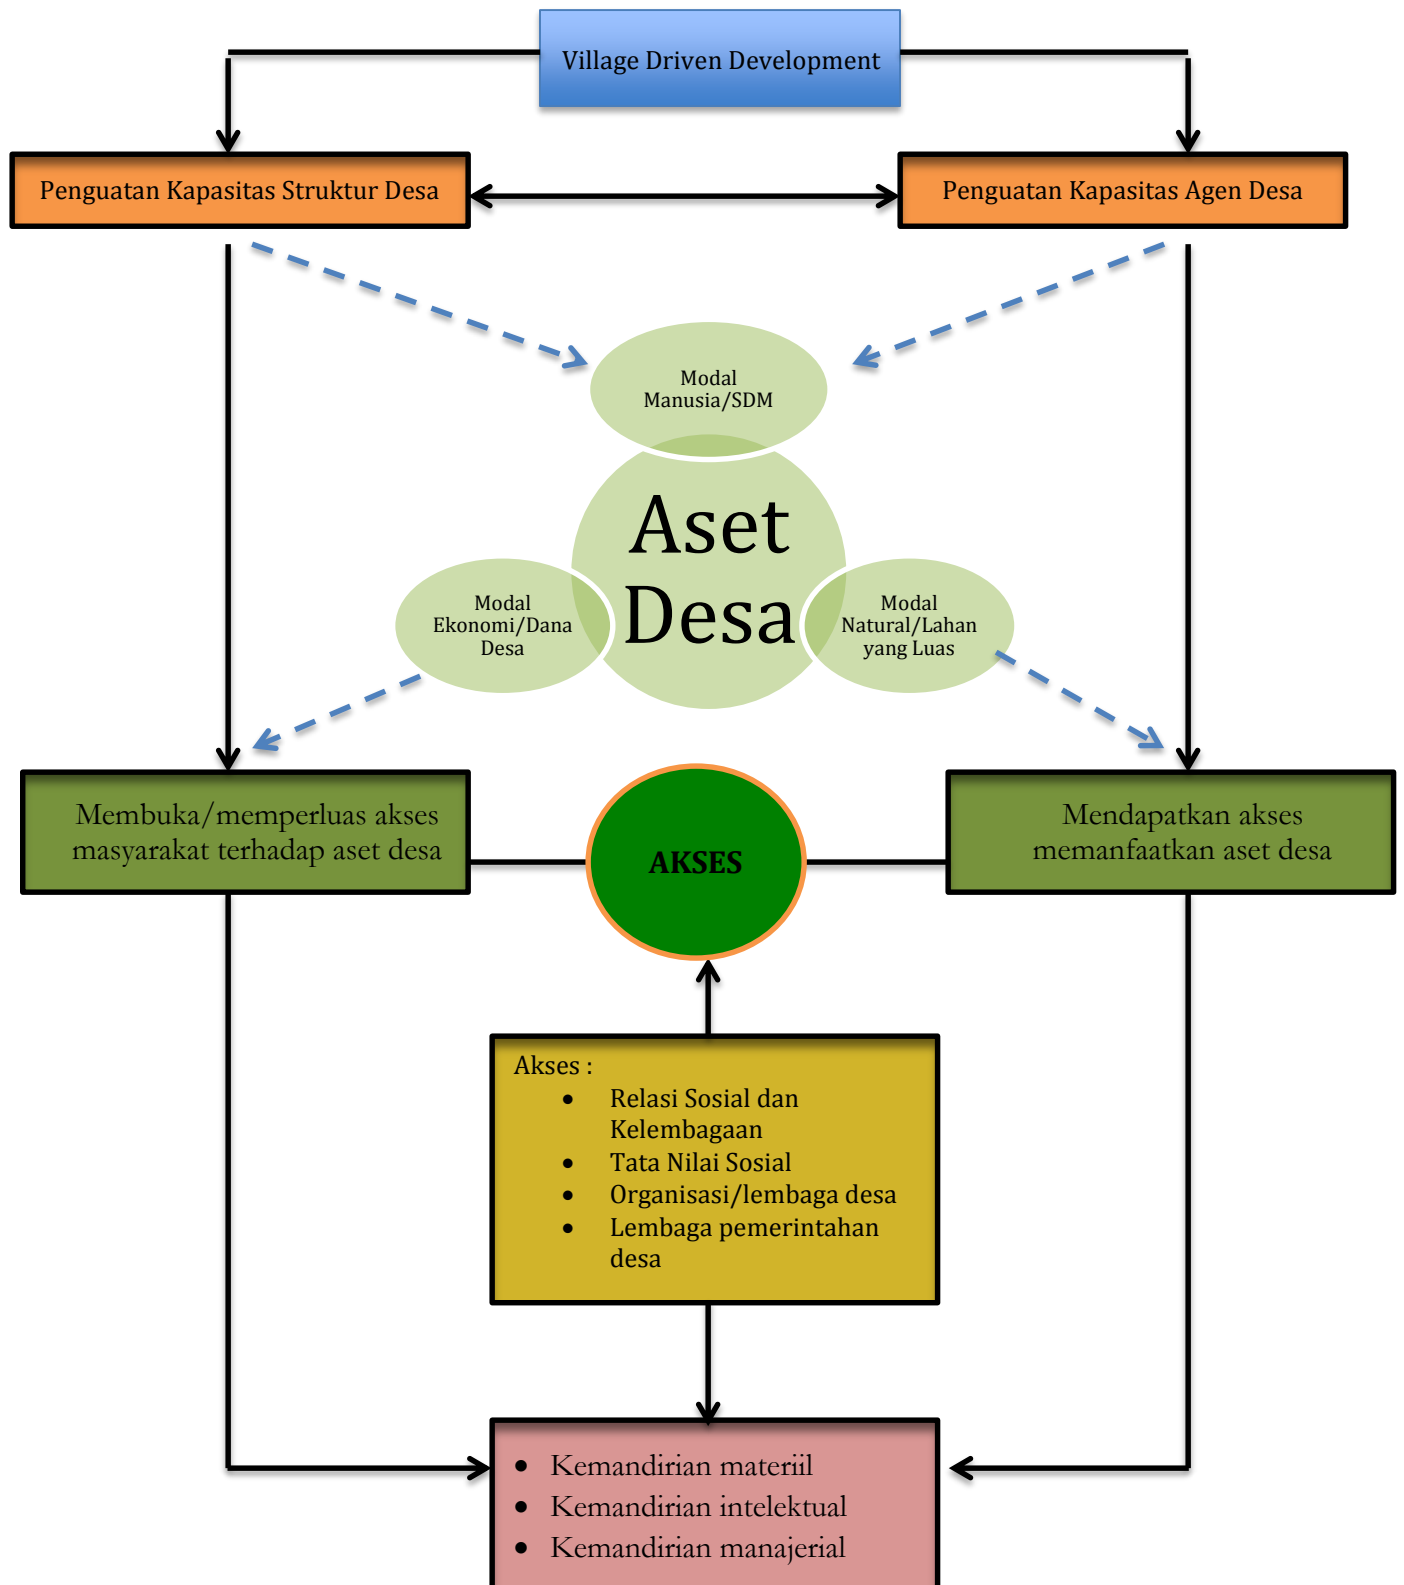 Village Driven Development
Penguatan Kapasitas Struktur Desa
Penguatan Kapasitas Agen Desa
Modal
Manusia/SDM
Aset
Desa
Modal
Ekonomi/Dana
Desa
Modal
Natural/Lahan
yang Luas
Membuka/memperluas akses
masyarakat terhadap aset desa
AKSES
Mendapatkan akses
memanfaatkan aset desa
Akses :
• Relasi Sosial dan
Kelembagaan
• Tata Nilai Sosial
• Organisasi/lembaga desa
• Lembaga pemerintahan
desa
• Kemandirian materiil
• Kemandirian intelektual
• Kemandirian manajerial